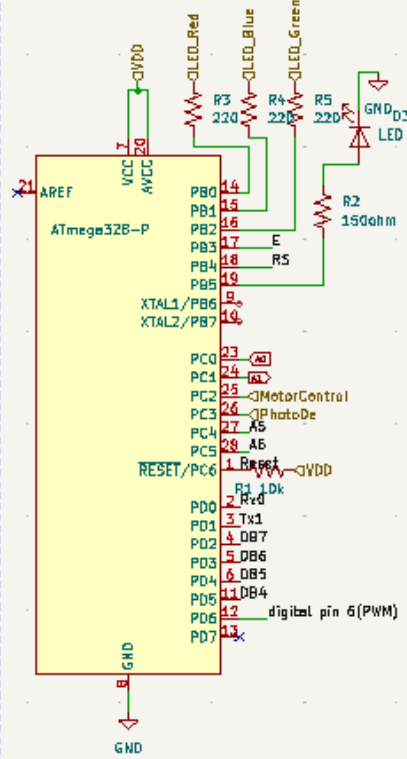 LED_Red
LED_Blue
LED_Green
VDD
R3
220
R4
220
R5
220
GND
D3
LED
R2
150ohm
7
20
VCC
AVCC
21
AREF
ATmega328-P
PB0 14
PB1 15
PB2 16
PB3 17 E
PB4 18 RS
PB5 19
XTAL1/PB6 9
XTAL2/PB7 10
PC0 23 A0
PC1 24 A1
PC2 25 MotorControl
PC3 26 PhotoDe
PC4 27 A5
PC5 28 A6
RESET/PC6 1 Reset VDD
R1 10k
PD0 2 Rx0
PD1 3 Tx1
PD2 4 DB7
PD3 5 DB6
PD4 6 DB5
PD5 11 DB4
PD6 12 digital pin 6(PWM)
PD7 13
GND
8
GND